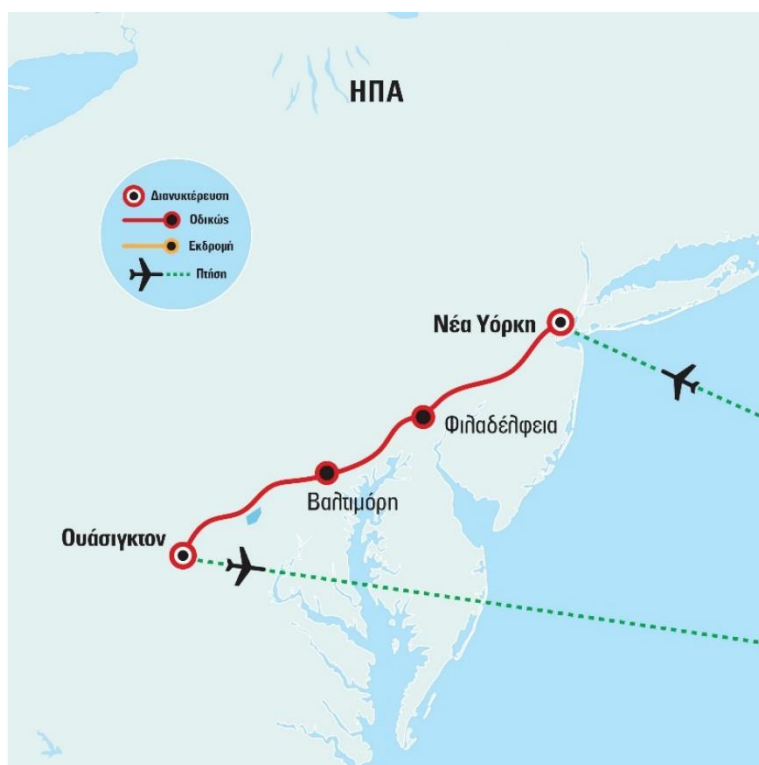 ΗΠΑ
Διανυκτέρευση
Οδικώς
Εκδρομή
Πτήση
Νέα Υόρκη
Φιλαδέλφεια
Βαλτιμόρη
Ουάσιγκτον